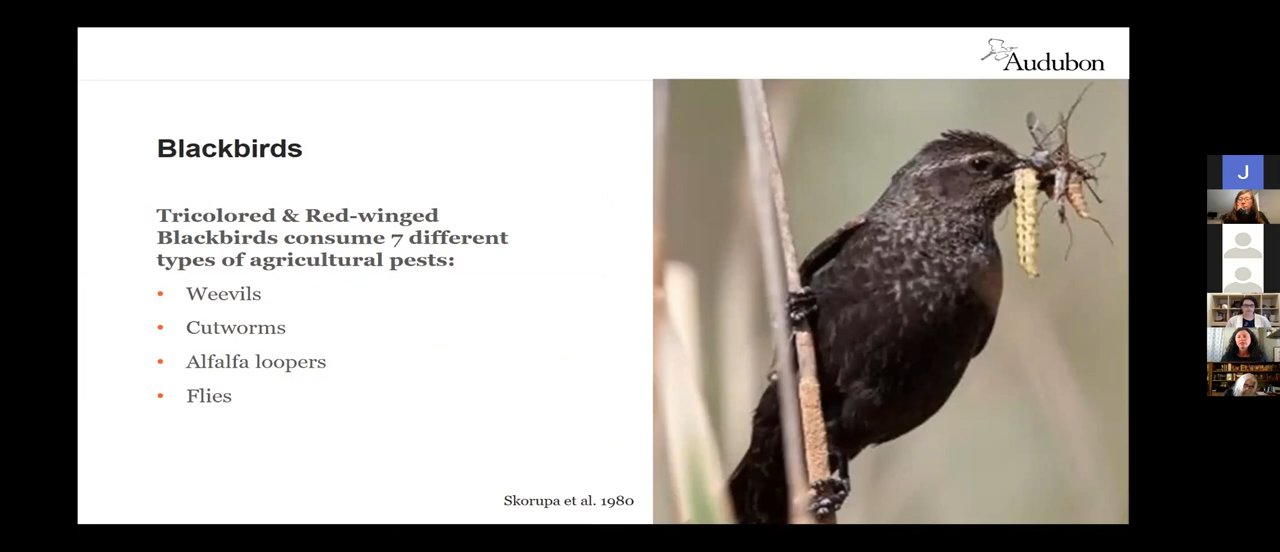 Audubon
Blackbirds
Tricolored & Red-winged
Blackbirds consume 7 different
types of agricultural pests:
• Weevils
• Cutworms
• Alfalfa loopers
• Flies
Skorupa et al. 1980
J